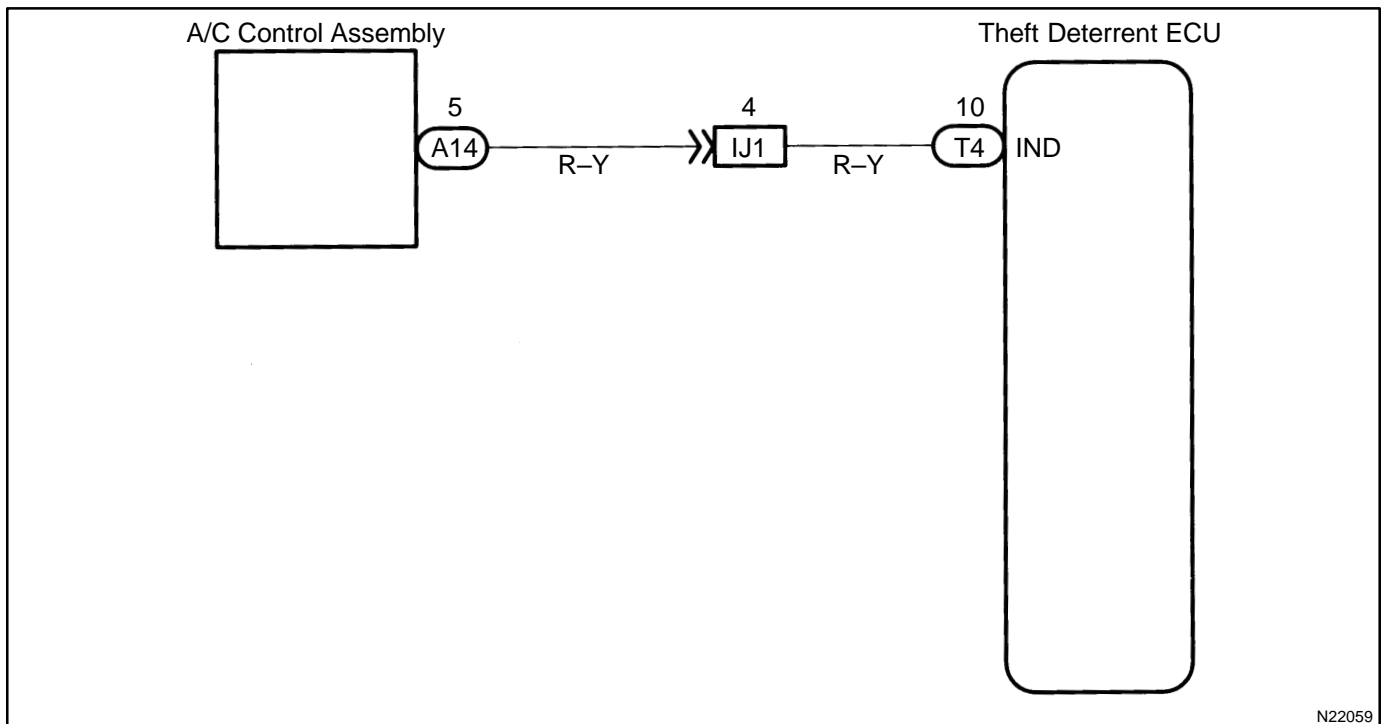 A/C Control Assembly
Theft Deterrent ECU
5
4
10
A14
IJ1
T4
IND
R–Y
R–Y
N22059